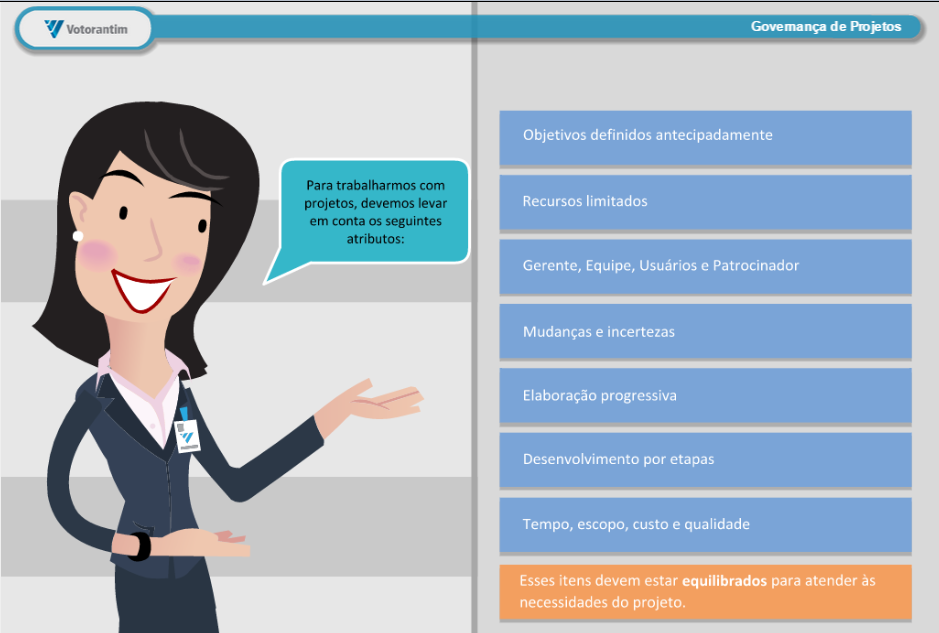 Votorantim
Governança de Projetos
Para trabalharmos com
projetos, devemos levar
em conta os seguintes
atributos:
Objetivos definidos antecipadamente
Recursos limitados
Gerente, Equipe, Usuários e Patrocinador
Mudanças e incertezas
Elaboração progressiva
Desenvolvimento por etapas
Tempo, escopo, custo e qualidade
Esses itens devem estar equilibrados para atender às
necessidades do projeto.